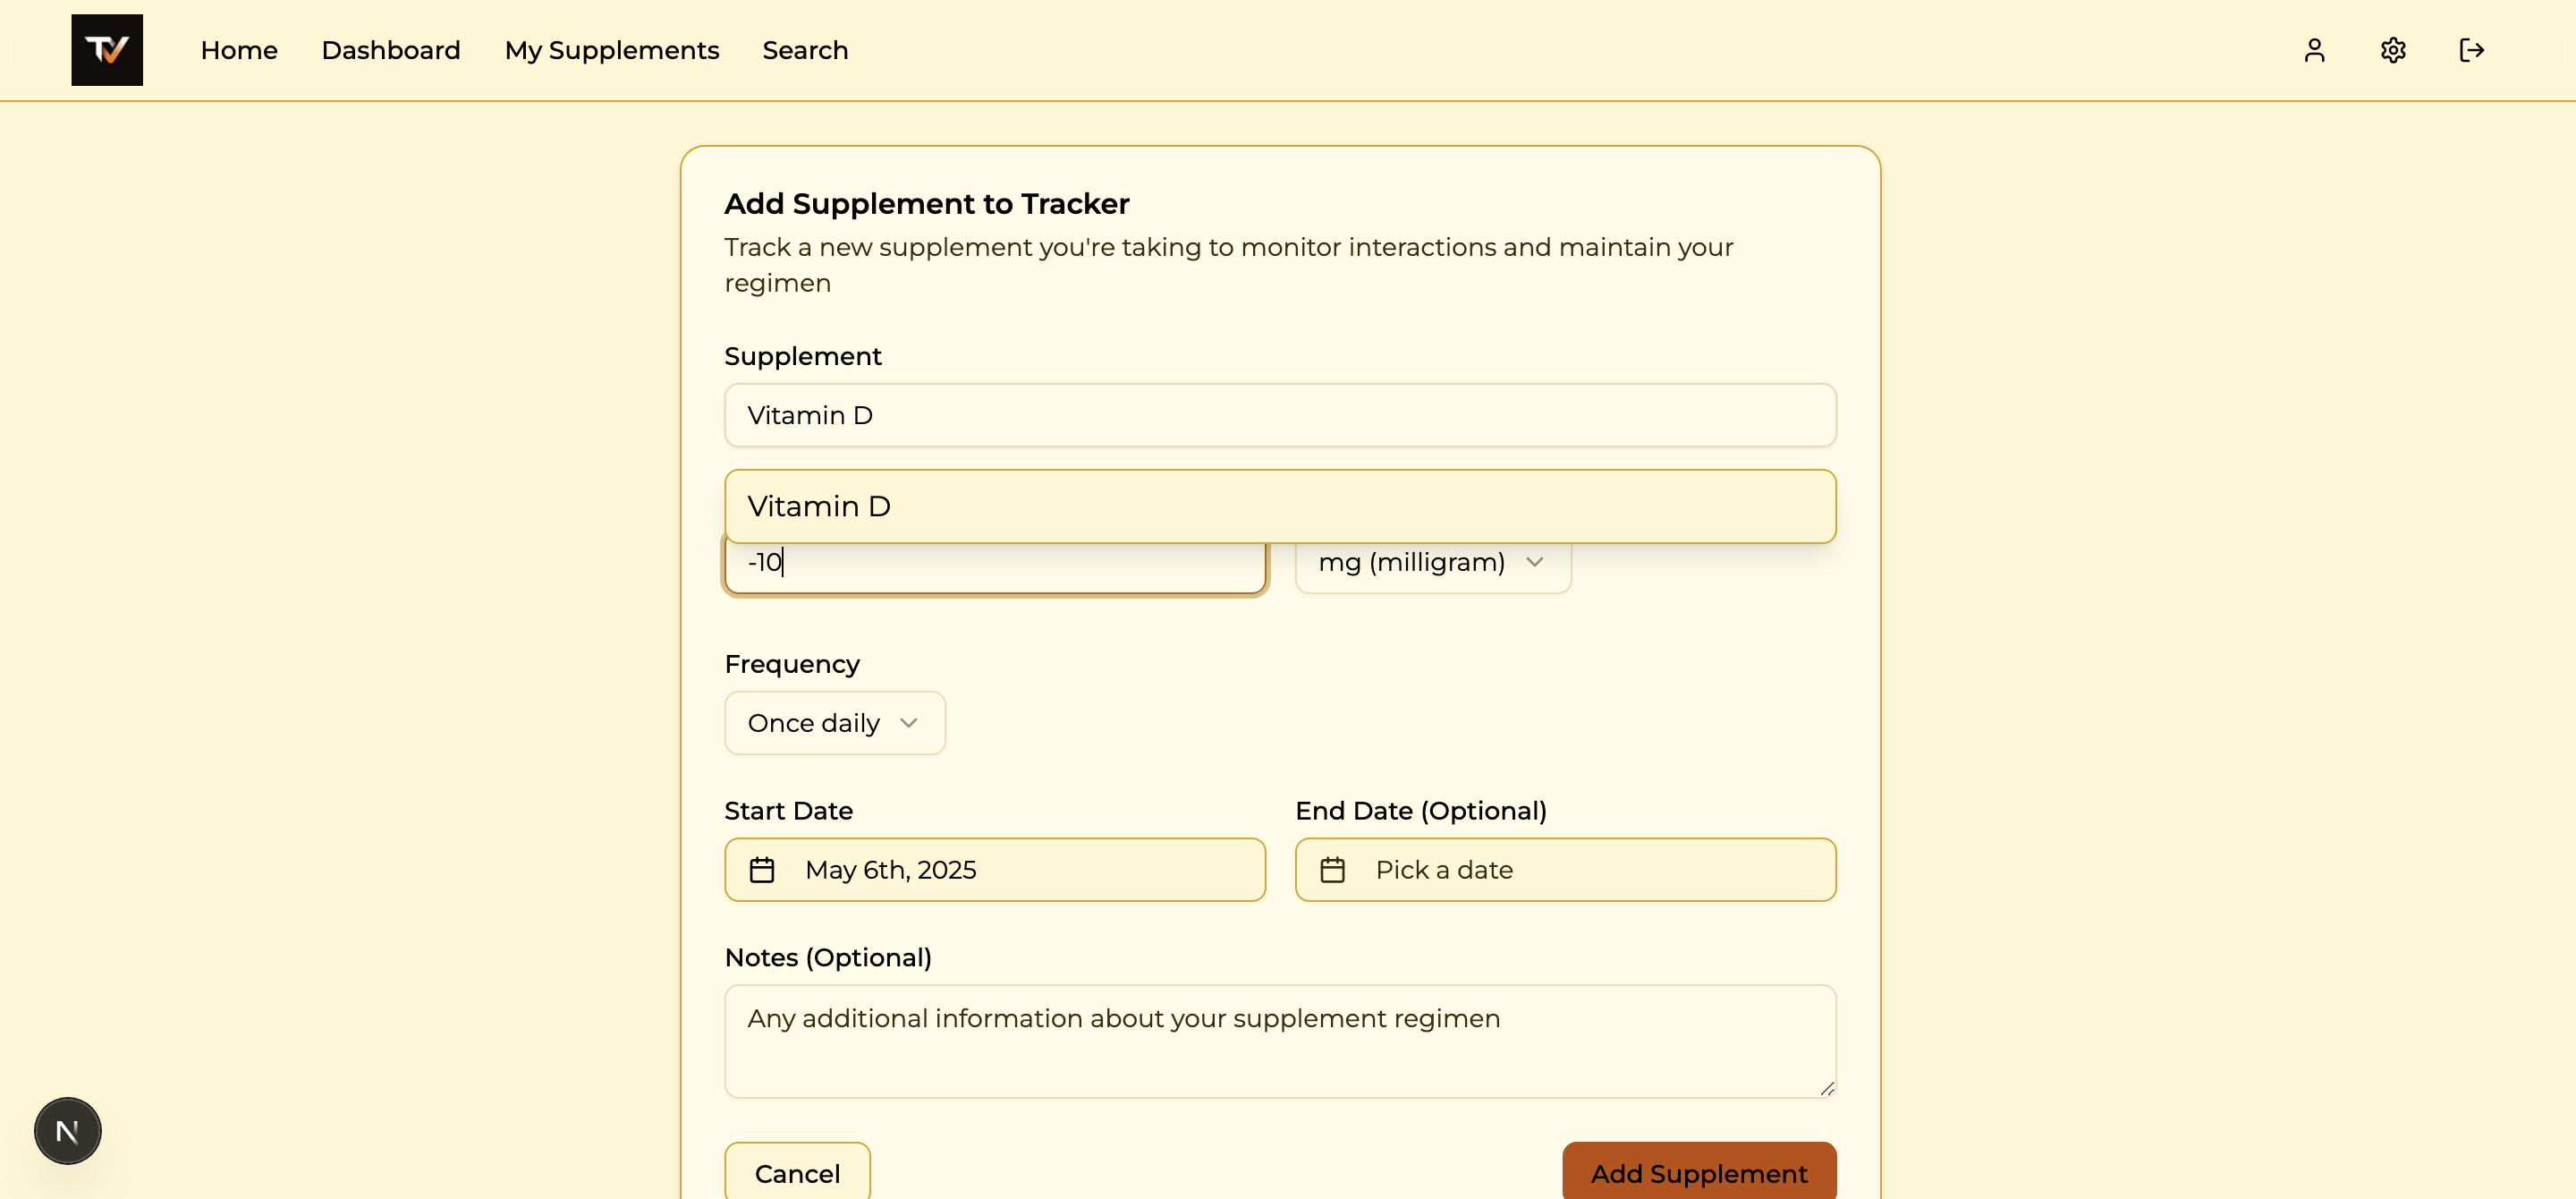 TV
Home
Dashboard
My Supplements
Search
Add Supplement to Tracker
Track a new supplement you're taking to monitor interactions and maintain your
regimen
Supplement
Vitamin D
Vitamin D
-10
mg (milligram)
Frequency
Once daily
Start Date
End Date (Optional)
May 6th, 2025
Pick a date
Notes (Optional)
Any additional information about your supplement regimen
N
Cancel
Add Supplement